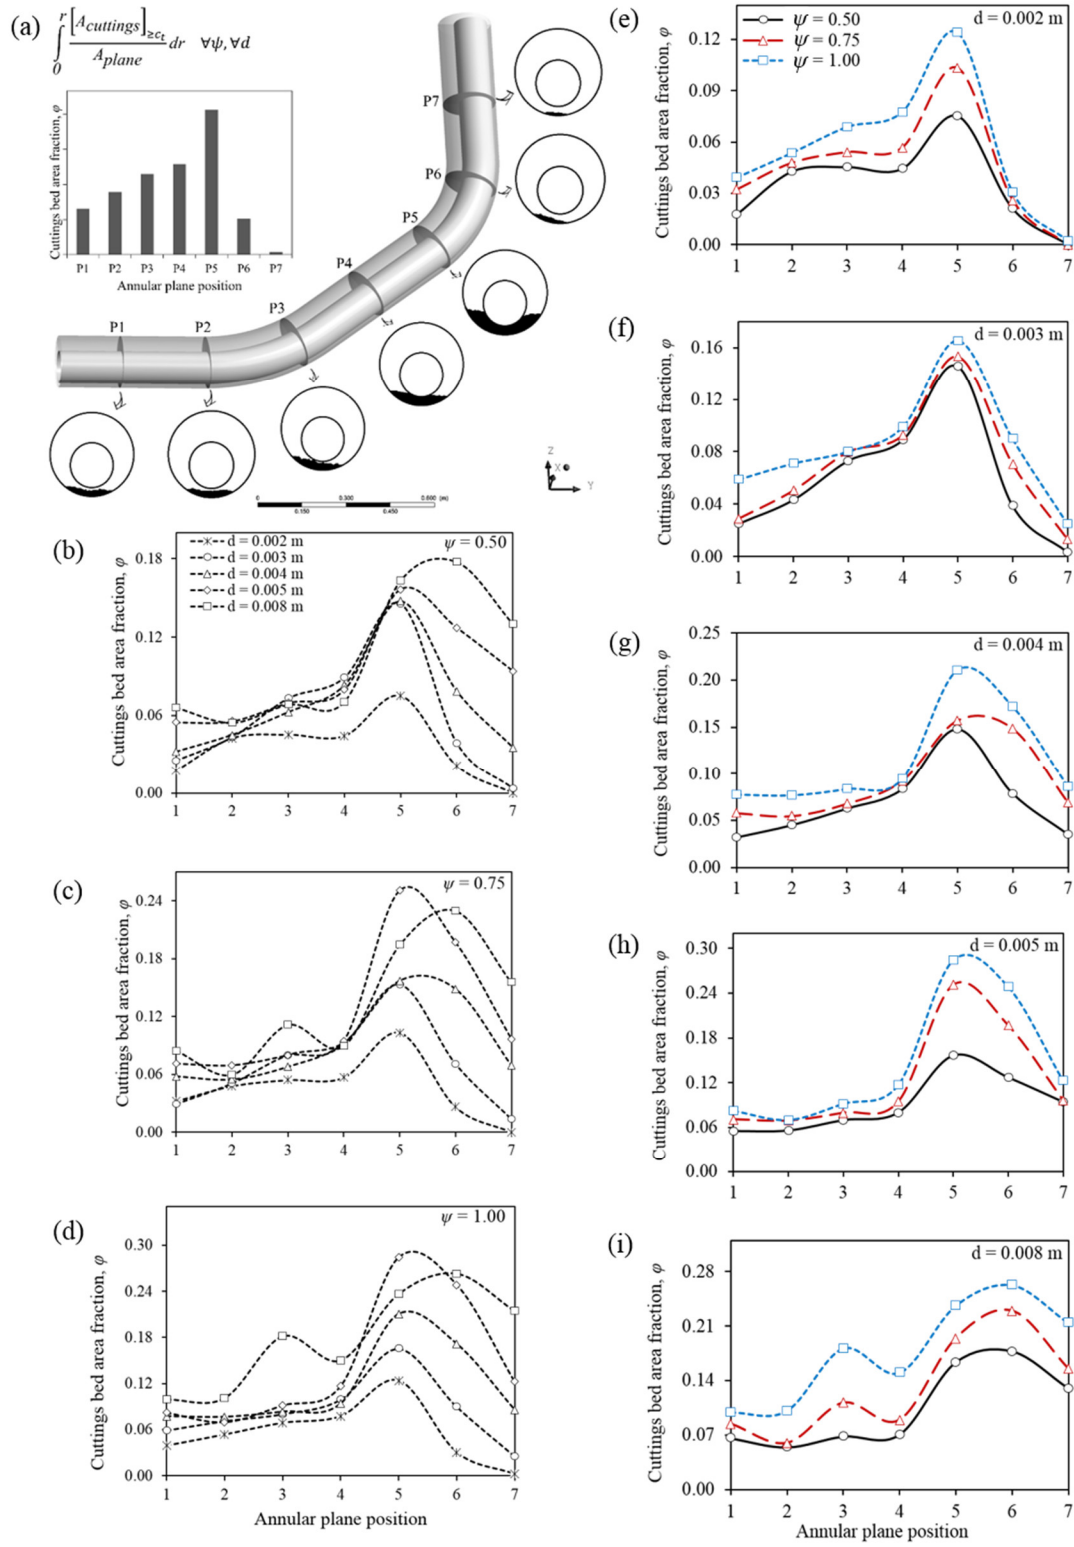 (a)
∫₀ʳ [A_cuttings]_≥c_t / A_plane dr ∀ψ, ∀d
Cuttings bed area fraction, φ
P1 P2 P3 P4 P5 P6 P7
Annular plane position
P1
P2
P3
P4
P5
P6
P7
Z
X
Y
0 0.300 0.600 (m)
0.150 0.450
(b)
ψ = 0.50
d = 0.002 m
d = 0.003 m
d = 0.004 m
d = 0.005 m
d = 0.008 m
Cuttings bed area fraction, φ
0.18
0.12
0.06
0.00
1 2 3 4 5 6 7
(c)
ψ = 0.75
Cuttings bed area fraction, φ
0.24
0.18
0.12
0.06
0.00
1 2 3 4 5 6 7
(d)
ψ = 1.00
Cuttings bed area fraction, φ
0.30
0.24
0.18
0.12
0.06
0.00
1 2 3 4 5 6 7
Annular plane position
(e)
d = 0.002 m
ψ = 0.50
ψ = 0.75
ψ = 1.00
Cuttings bed area fraction, φ
0.12
0.09
0.06
0.03
0.00
1 2 3 4 5 6 7
(f)
d = 0.003 m
Cuttings bed area fraction, φ
0.16
0.12
0.08
0.04
0.00
1 2 3 4 5 6 7
(g)
d = 0.004 m
Cuttings bed area fraction, φ
0.25
0.20
0.15
0.10
0.05
0.00
1 2 3 4 5 6 7
(h)
d = 0.005 m
Cuttings bed area fraction, φ
0.30
0.24
0.18
0.12
0.06
0.00
1 2 3 4 5 6 7
(i)
d = 0.008 m
Cuttings bed area fraction, φ
0.28
0.21
0.14
0.07
0.00
1 2 3 4 5 6 7
Annular plane position